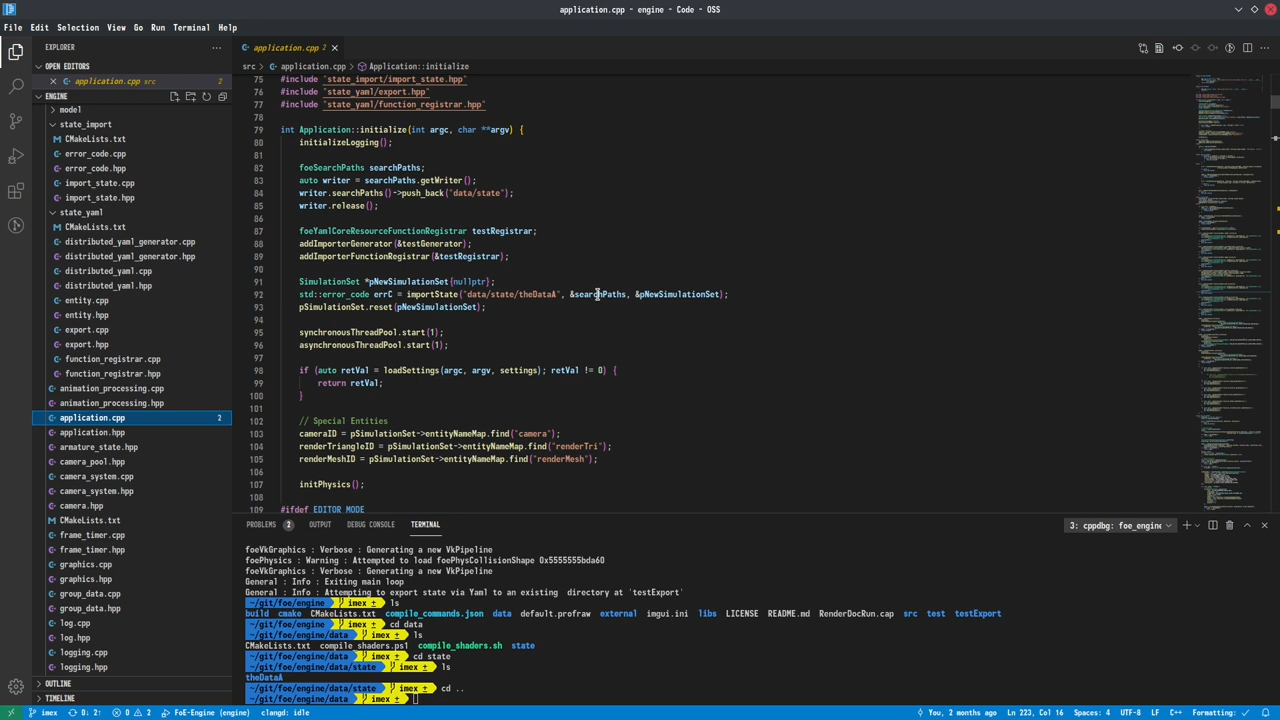 application.cpp - engine - Code - OSS
File Edit Selection View Go Run Terminal Help
EXPLORER
OPEN EDITORS
application.cpp src 2
ENGINE
model
state_import
CMakeLists.txt
error_code.cpp
error_code.hpp
import_state.cpp
import_state.hpp
state_yaml
CMakeLists.txt
distributed_yaml_generator.cpp
distributed_yaml_generator.hpp
distributed_yaml.cpp
distributed_yaml.hpp
entity.cpp
entity.hpp
export.cpp
export.hpp
function_registrar.cpp
function_registrar.hpp
animation_processing.cpp
animation_processing.hpp
application.cpp 2
application.hpp
armature_state.hpp
camera_pool.hpp
camera_system.cpp
camera_system.hpp
camera.hpp
CMakeLists.txt
frame_timer.cpp
frame_timer.hpp
graphics.cpp
graphics.hpp
group_data.cpp
group_data.hpp
log.cpp
log.hpp
logging.cpp
logging.hpp
OUTLINE
TIMELINE
application.cpp 2
src > application.cpp > Application::initialize
75 #include "state_import/import_state.hpp"
76 #include "state_yaml/export.hpp"
77 #include "state_yaml/function_registrar.hpp"
78
79 int Application::initialize(int argc, char **argv) {
80 initializeLogging();
81
82 foeSearchPaths searchPaths;
83 auto writer = searchPaths.getWriter();
84 writer.searchPaths()->push_back("data/state");
85 writer.release();
86
87 foeYamlCoreResourceFunctionRegistrar testRegistrar;
88 addImporterGenerator(&testGenerator);
89 addImporterFunctionRegistrar(&testRegistrar);
90
91 SimulationSet *pNewSimulationSet{nullptr};
92 std::error_code errC = importState("data/state/theDataA", &searchPaths, &pNewSimulationSet);
93 pSimulationSet.reset(pNewSimulationSet);
94
95 synchronousThreadPool.start(1);
96 asynchronousThreadPool.start(1);
97
98 if (auto retVal = loadSettings(argc, argv, settings); retVal != 0) {
99 return retVal;
100 }
101
102 // Special Entities
103 cameraID = pSimulationSet->entityNameMap.find("camera");
104 renderTriangleID = pSimulationSet->entityNameMap.find("renderTri");
105 renderMeshID = pSimulationSet->entityNameMap.find("renderMesh");
106
107 initPhysics();
108
109 #ifdef EDITOR_MODE
PROBLEMS 2 OUTPUT DEBUG CONSOLE TERMINAL 3: cppdbg: foe_engine
foeVkGraphics : Verbose : Generating a new VkPipeline
foePhysics : Warning : Attempted to load foePhysCollisionShape 0x5555555bda60
foeVkGraphics : Verbose : Generating a new VkPipeline
General : Info : Exiting main loop
General : Info : Attempting to export state via Yaml to an existing directory at 'testExport'
~/git/foe/engine imex ± ls
build cmake CMakeLists.txt compile_commands.json data default.profraw external imgui.ini libs LICENSE README.md RenderDocRun.cap src test testExport
~/git/foe/engine imex ± cd data
~/git/foe/engine/data imex ± ls
CMakeLists.txt compile_shaders.ps1 compile_shaders.sh state
~/git/foe/engine/data imex ± cd state
~/git/foe/engine/data/state imex ± ls
theDataA
~/git/foe/engine/data/state imex ± cd ..
~/git/foe/engine/data imex ±
imex 0↓ 2↑ 0 2 FoE-Engine (engine) clangd: idle You, 2 months ago Ln 223, Col 16 Spaces: 4 UTF-8 LF C++ Formatting: ✓